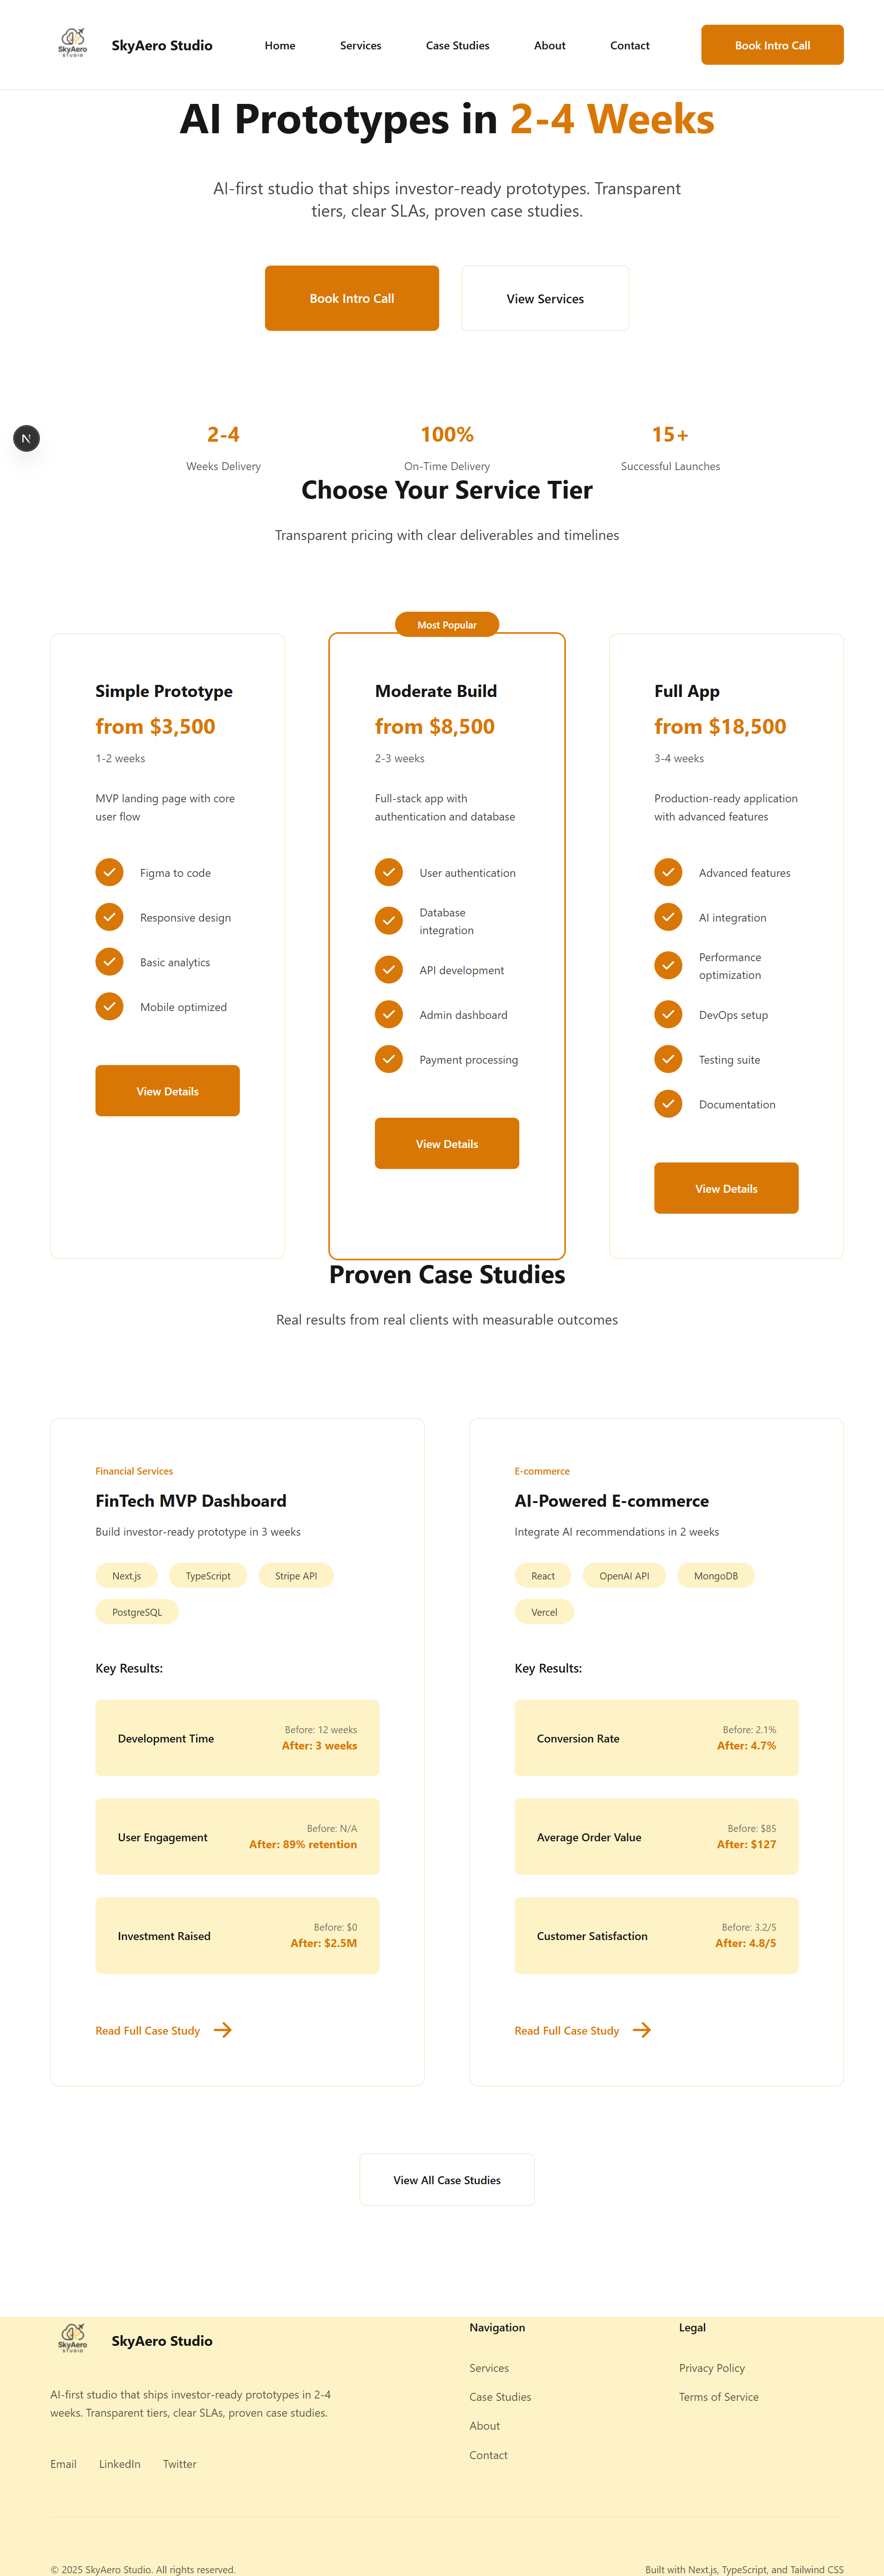 SkyAero
STUDIO
SkyAero Studio
Home
Services
Case Studies
About
Contact
Book Intro Call
AI Prototypes in 2-4 Weeks
AI-first studio that ships investor-ready prototypes. Transparent
tiers, clear SLAs, proven case studies.
Book Intro Call
View Services
N
2-4
Weeks Delivery
100%
On-Time Delivery
15+
Successful Launches
Choose Your Service Tier
Transparent pricing with clear deliverables and timelines
Simple Prototype
from $3,500
1-2 weeks
MVP landing page with core
user flow
Figma to code
Responsive design
Basic analytics
Mobile optimized
View Details
Most Popular
Moderate Build
from $8,500
2-3 weeks
Full-stack app with
authentication and database
User authentication
Database
integration
API development
Admin dashboard
Payment processing
View Details
Full App
from $18,500
3-4 weeks
Production-ready application
with advanced features
Advanced features
AI integration
Performance
optimization
DevOps setup
Testing suite
Documentation
View Details
Proven Case Studies
Real results from real clients with measurable outcomes
Financial Services
FinTech MVP Dashboard
Build investor-ready prototype in 3 weeks
Next.js
TypeScript
Stripe API
PostgreSQL
Key Results:
Development Time
Before: 12 weeks
After: 3 weeks
User Engagement
Before: N/A
After: 89% retention
Investment Raised
Before: $0
After: $2.5M
Read Full Case Study
E-commerce
AI-Powered E-commerce
Integrate AI recommendations in 2 weeks
React
OpenAI API
MongoDB
Vercel
Key Results:
Conversion Rate
Before: 2.1%
After: 4.7%
Average Order Value
Before: $85
After: $127
Customer Satisfaction
Before: 3.2/5
After: 4.8/5
Read Full Case Study
View All Case Studies
SkyAero
STUDIO
SkyAero Studio
AI-first studio that ships investor-ready prototypes in 2-4
weeks. Transparent tiers, clear SLAs, proven case studies.
Email
LinkedIn
Twitter
Navigation
Services
Case Studies
About
Contact
Legal
Privacy Policy
Terms of Service
© 2025 SkyAero Studio. All rights reserved.
Built with Next.js, TypeScript, and Tailwind CSS